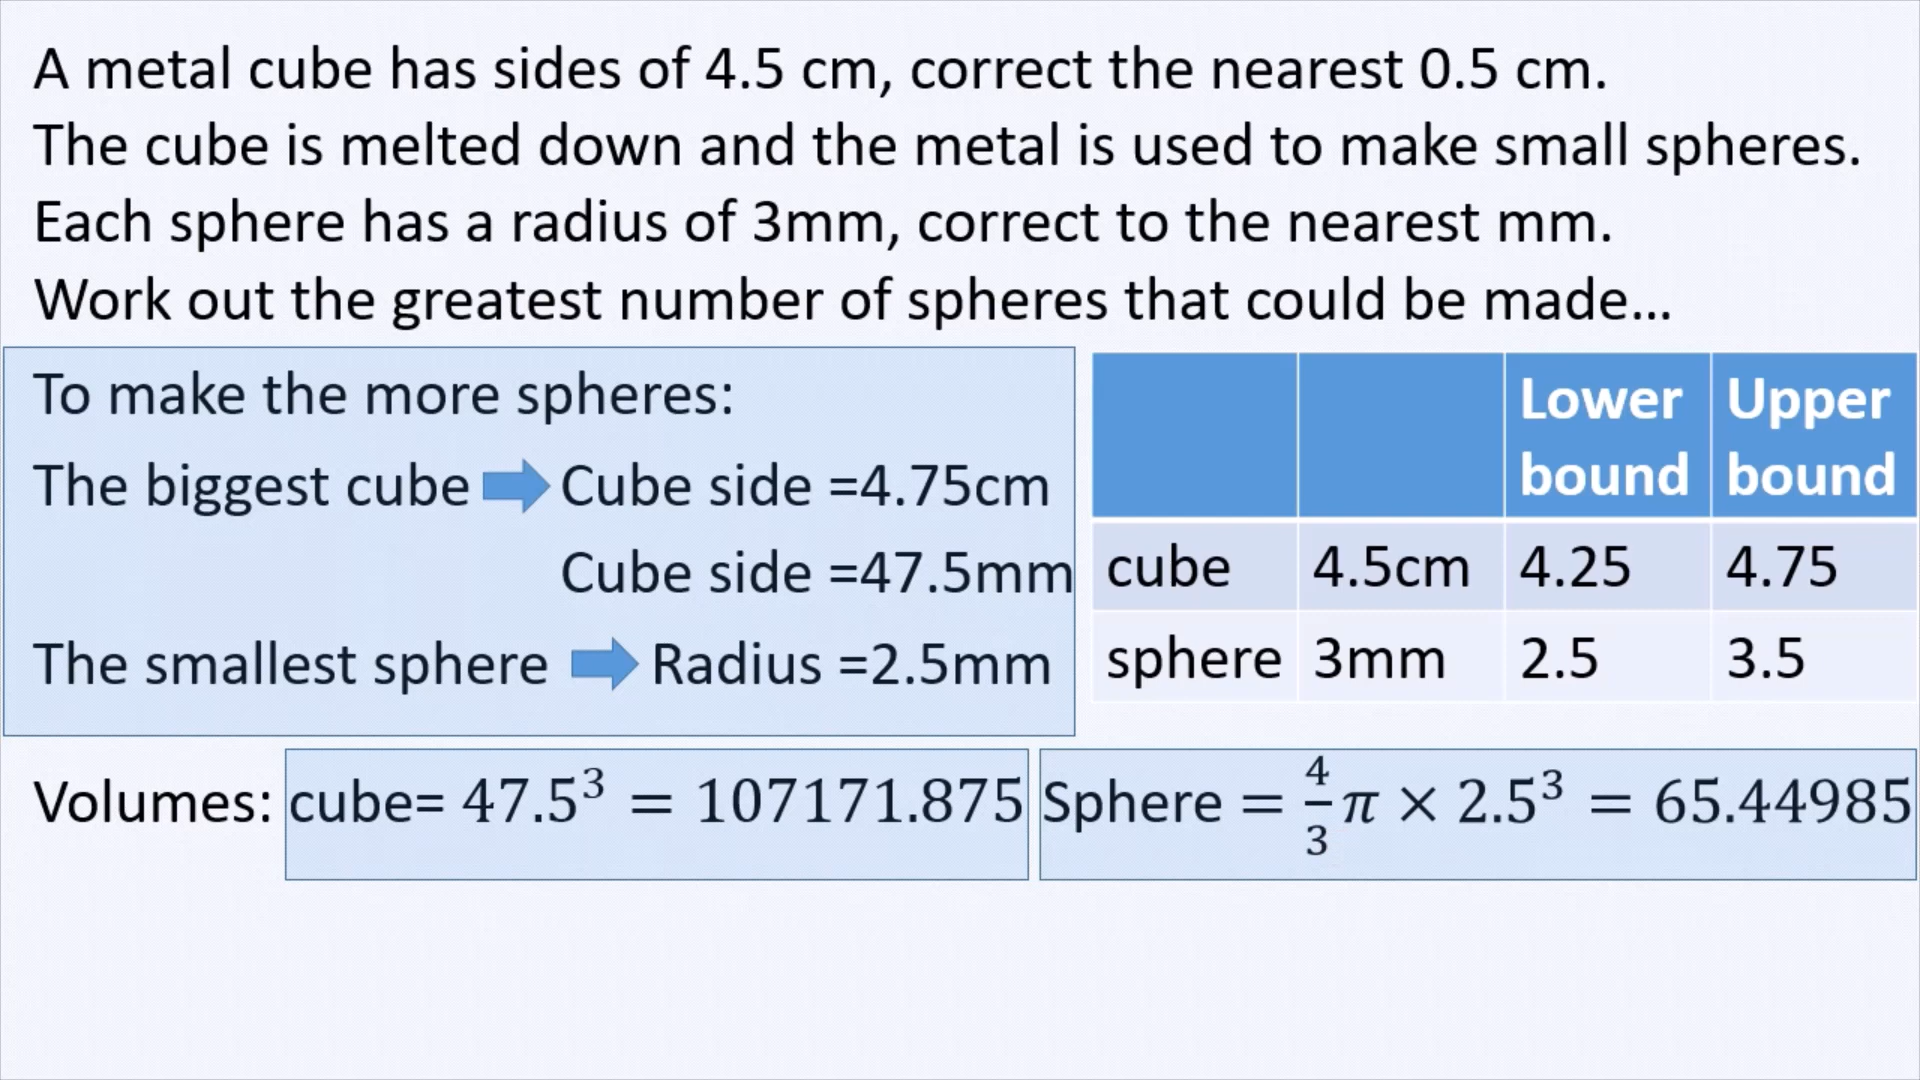 A metal cube has sides of 4.5 cm, correct the nearest 0.5 cm.
The cube is melted down and the metal is used to make small spheres.
Each sphere has a radius of 3mm, correct to the nearest mm.
Work out the greatest number of spheres that could be made...
To make the more spheres:
The biggest cube Cube side =4.75cm
Cube side =47.5mm
The smallest sphere Radius =2.5mm
Lower bound Upper bound
cube 4.5cm 4.25 4.75
sphere 3mm 2.5 3.5
Volumes: cube= 47.5³ = 107171.875 Sphere = 4/3 π × 2.5³ = 65.44985